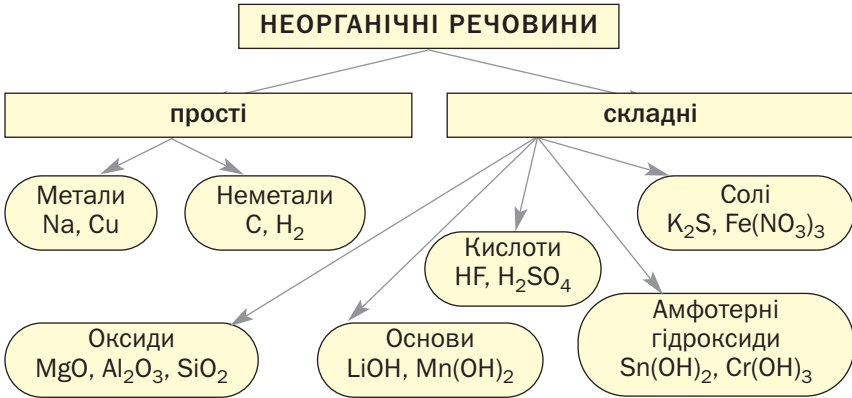 НЕОРГАНІЧНІ РЕЧОВИНИ
прості
складні
Метали
Na, Cu
Неметали
C, H₂
Солі
K₂S, Fe(NO₃)₃
Кислоти
HF, H₂SO₄
Оксиди
MgO, Al₂O₃, SiO₂
Основи
LiOH, Mn(OH)₂
Амфотерні
гідроксиди
Sn(OH)₂, Cr(OH)₃